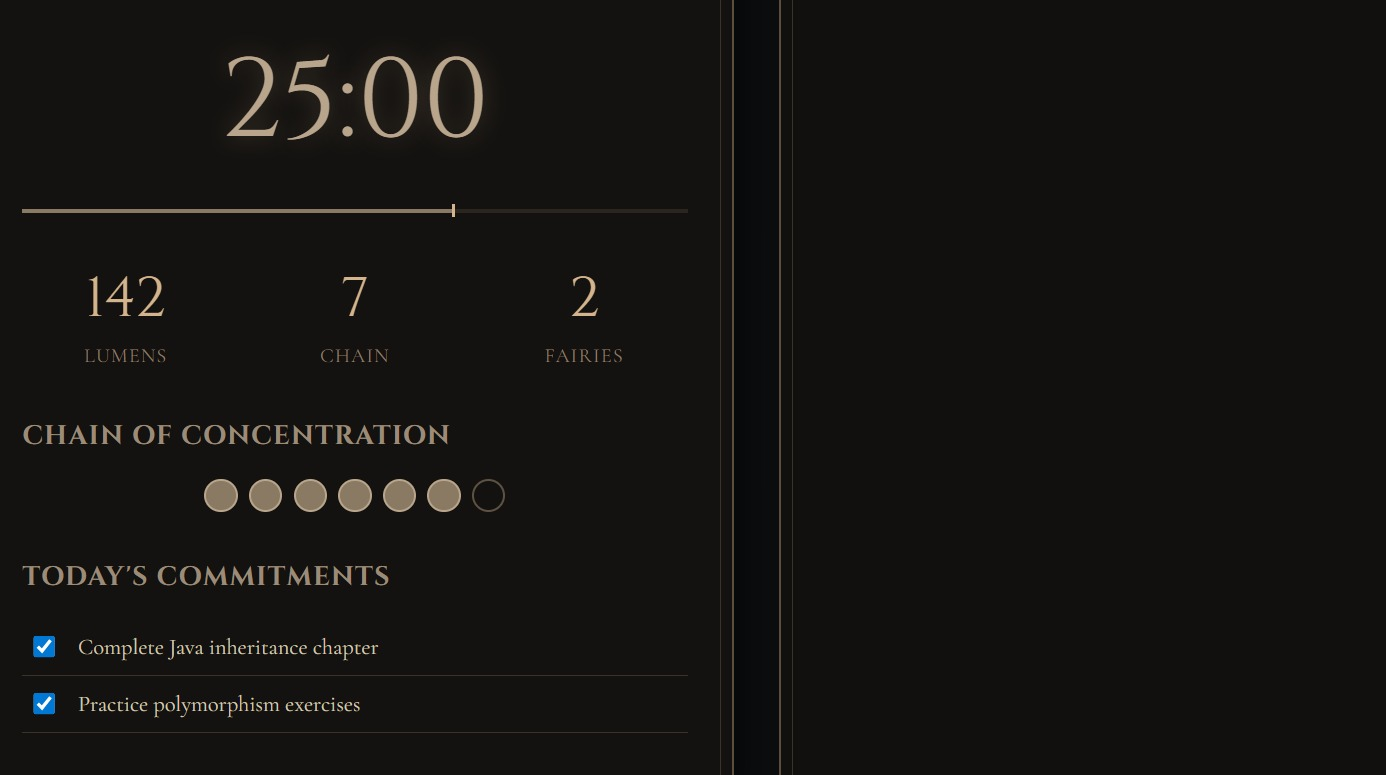 25:00
142
7
2
LUMENS
CHAIN
FAIRIES
CHAIN OF CONCENTRATION
TODAY'S COMMITMENTS
Complete Java inheritance chapter
Practice polymorphism exercises